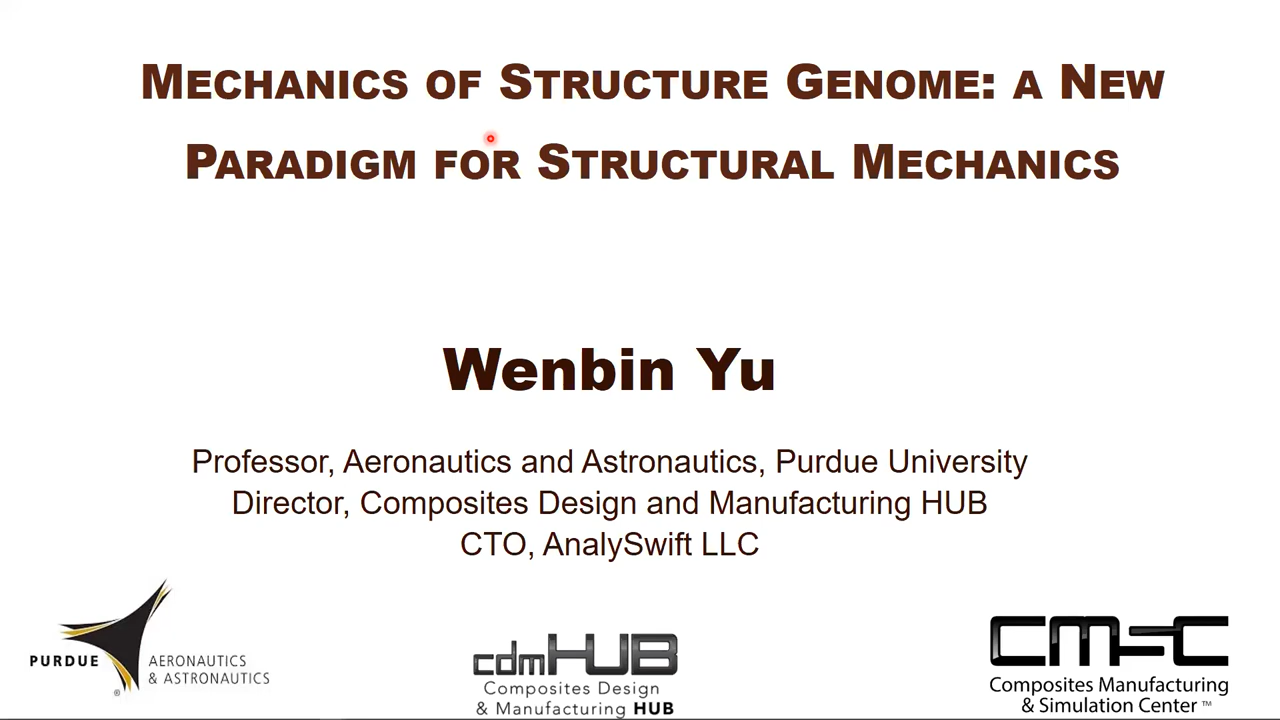 MECHANICS OF STRUCTURE GENOME: A NEW
PARADIGM FOR STRUCTURAL MECHANICS
Wenbin Yu
Professor, Aeronautics and Astronautics, Purdue University
Director, Composites Design and Manufacturing HUB
CTO, AnalySwift LLC
PURDUE
®
AERONAUTICS
& ASTRONAUTICS
cdmHUB
Composites Design
& Manufacturing HUB
CMSC
Composites Manufacturing
& Simulation Center™